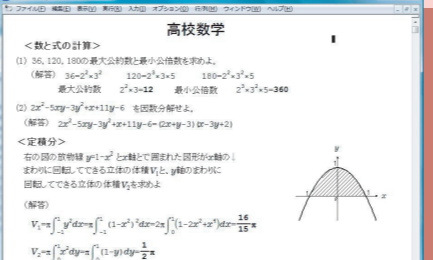 ファイル(F) 編集(E) 表示(V) 実行(R) 入力(I) オプション(O) 行/列(M) ウィンドウ(W) ヘルプ(H)
高校数学
<数と式の計算>
(1) 36,120,180の最大公約数と最小公倍数を求めよ。
(解答) 36=2²×3² 120=2³×3×5 180=2²×3²×5
最大公約数 2²×3=12 最小公倍数 2³×3²×5=360
(2) 2x²-5xy-3y²+x+11y-6 を因数分解せよ。
(解答) 2x²-5xy-3y²+x+11y-6=(2x+y-3)(x-3y+2)
<定積分>
右の図の放物線 y=1-x² とx軸とで囲まれた図形がx軸の
まわりに回転してできる立体の体積V₁と、y軸のまわりに
回転してできる立体の体積V₂を求めよ
(解答)
V₁=π∫₋₁¹y²dx=π∫₋₁¹(1-x²)²dx=2π∫₀¹(1-2x²+x⁴)dx=16/15 π
V₂=π∫₀¹x²dy=π∫₀¹(1-y)dy=1/2 π
y
1
-1
1
x